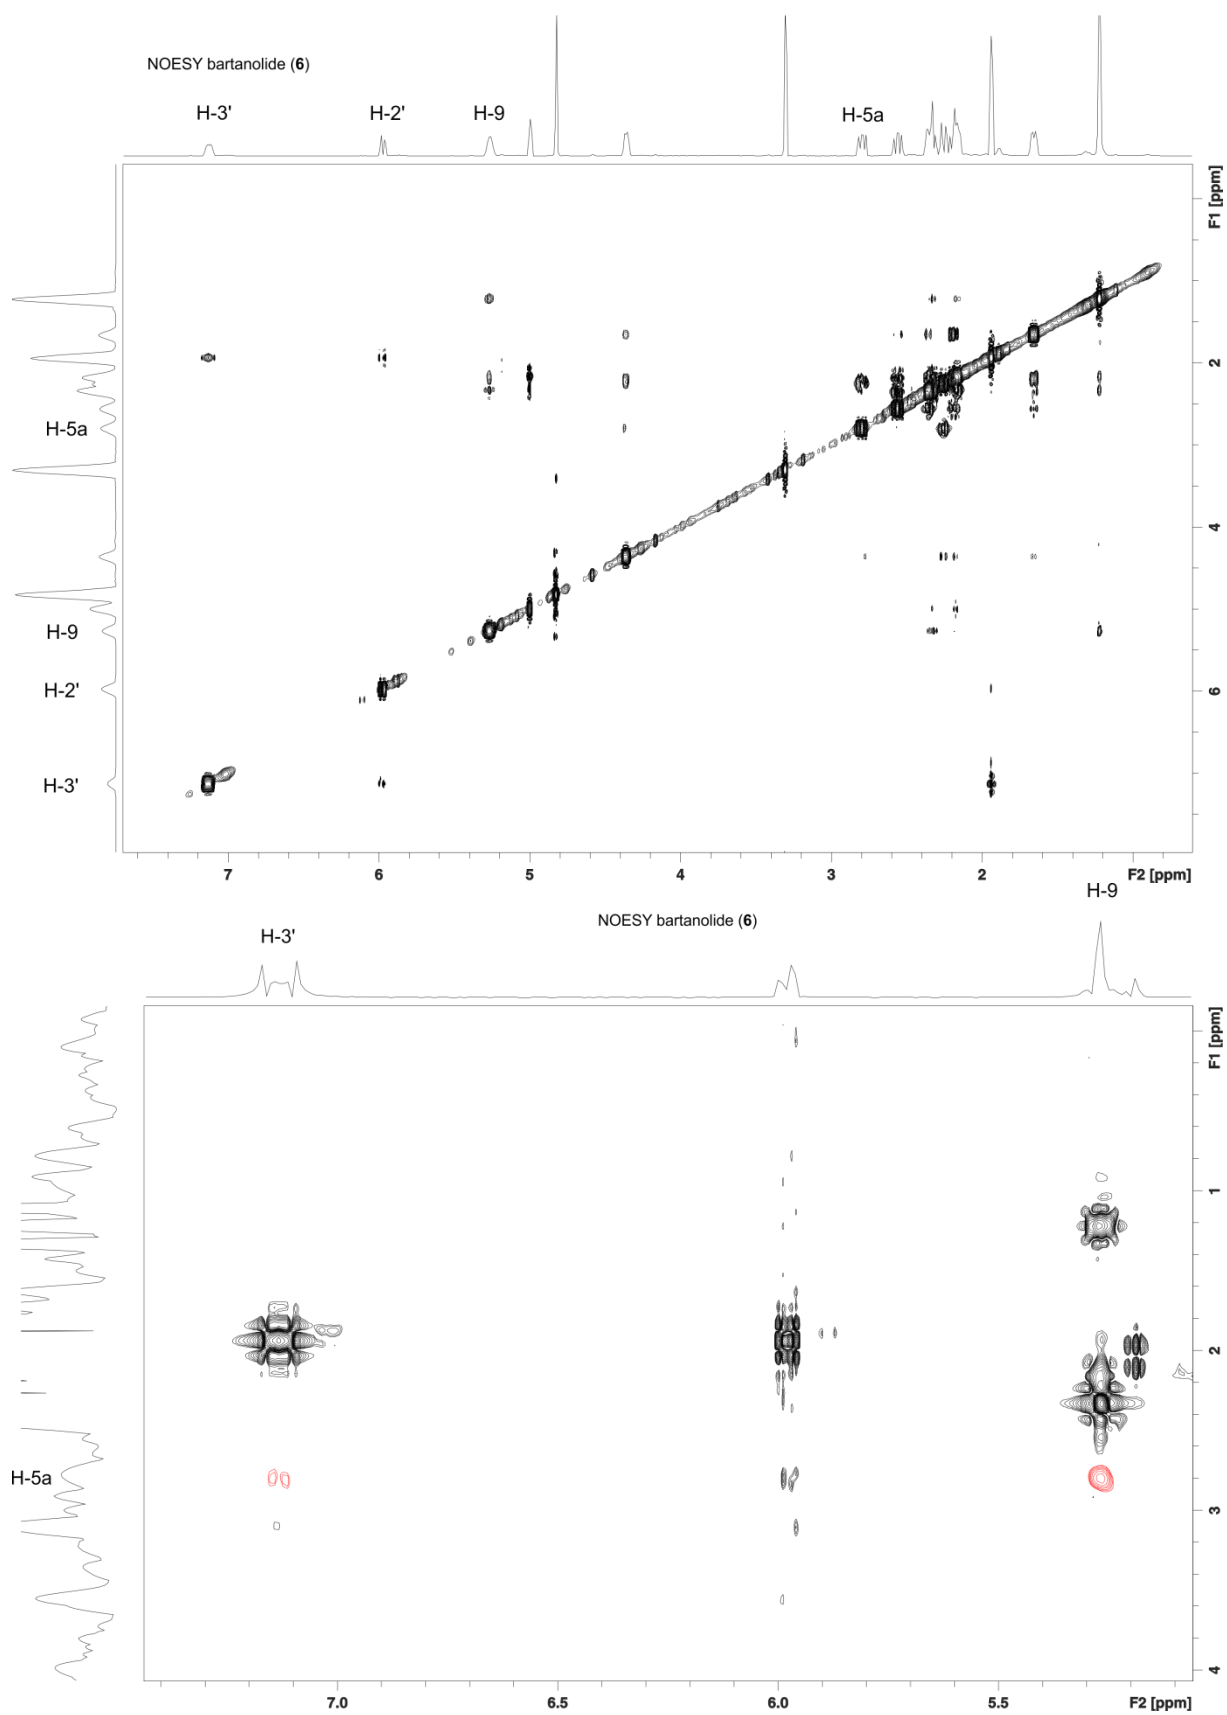 NOESY bartanolide (6)
H-3'
H-2'
H-9
H-5a
F1 [ppm]
2
4
6
H-5a
H-9
H-2'
H-3'
7
6
5
4
3
2
F2 [ppm]
H-9
NOESY bartanolide (6)
H-3'
F1 [ppm]
1
2
3
4
H-5a
7.0
6.5
6.0
5.5
F2 [ppm]